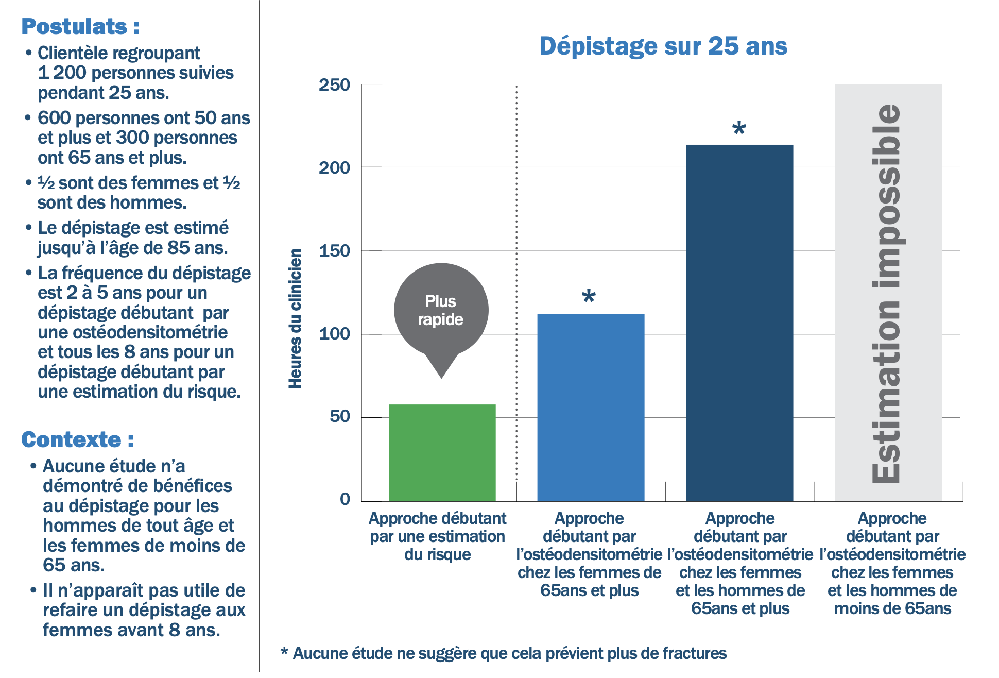 Postulats :
• Clientèle regroupant
1 200 personnes suivies
pendant 25 ans.
• 600 personnes ont 50 ans
et plus et 300 personnes
ont 65 ans et plus.
• ½ sont des femmes et ½
sont des hommes.
• Le dépistage est estimé
jusqu’à l’âge de 85 ans.
• La fréquence du dépistage
est 2 à 5 ans pour un
dépistage débutant par
une ostéodensitométrie
et tous les 8 ans pour un
dépistage débutant par
une estimation du risque.
Contexte :
• Aucune étude n’a
démontré de bénéfices
au dépistage pour les
hommes de tout âge et
les femmes de moins de
65 ans.
• Il n’apparaît pas utile de
refaire un dépistage aux
femmes avant 8 ans.
Dépistage sur 25 ans
Heures du clinicien
250
200
150
100
50
0
Plus
rapide
*
*
Estimation impossible
Approche débutant
par une estimation
du risque
Approche
débutant par
l’ostéodensitométrie
chez les femmes de
65ans et plus
Approche
débutant par
l’ostéodensitométrie
chez les femmes
et les hommes de
65ans et plus
Approche
débutant par
l’ostéodensitométrie
chez les femmes
et les hommes de
moins de 65ans
* Aucune étude ne suggère que cela prévient plus de fractures